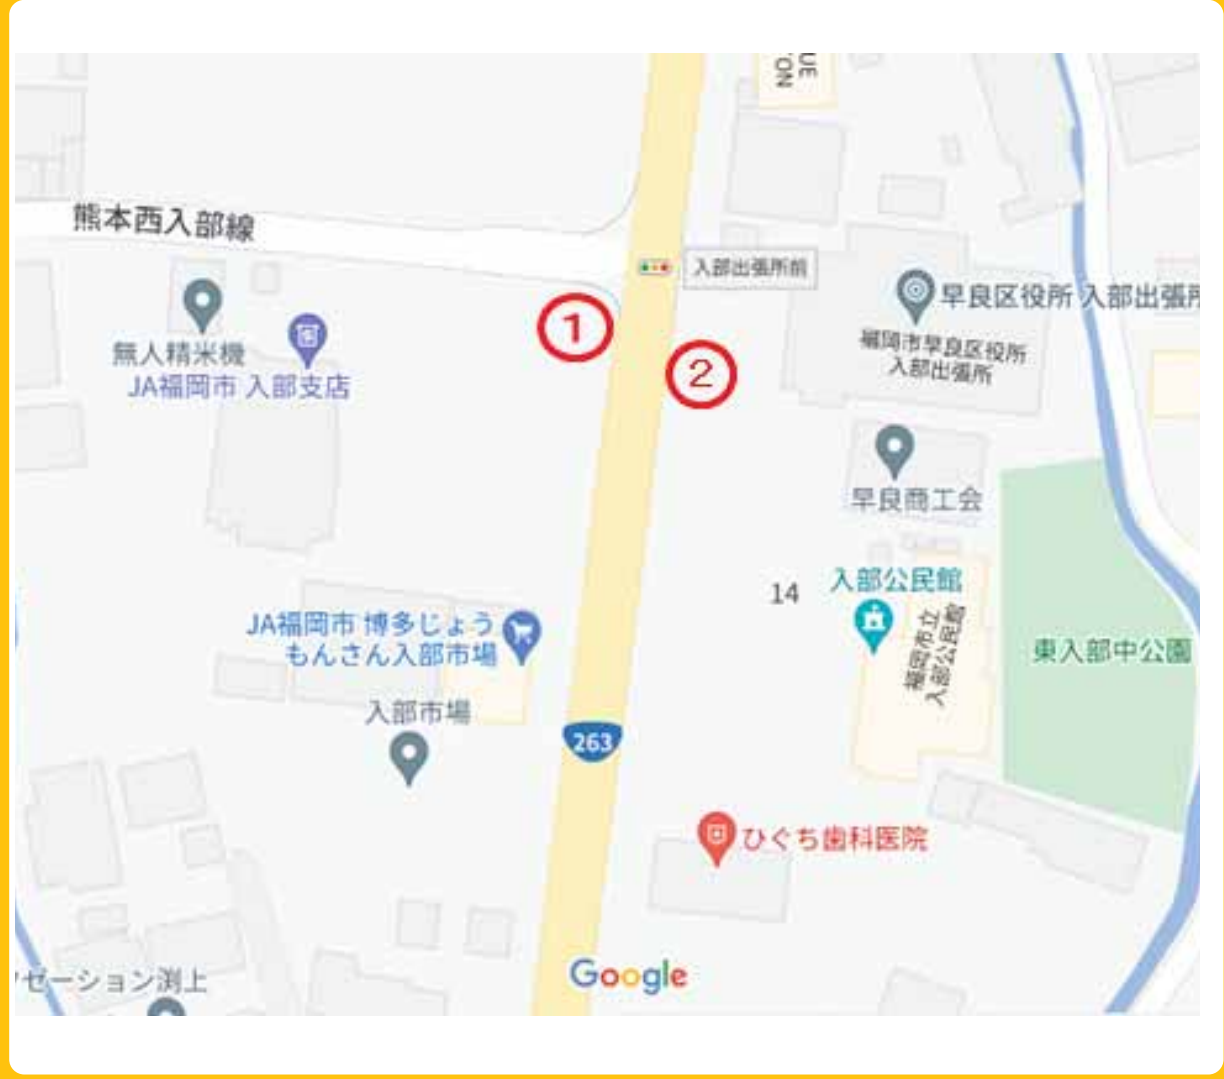 UE
YON
熊本西入部線
入部出張所前
早良区役所 入部出張所
福岡市早良区役所
入部出張所
無人精米機
JA福岡市 入部支店
1
2
早良商工会
14
入部公民館
福岡市立
入部公民館
東入部中公園
JA福岡市 博多じょう
もんさん入部市場
入部市場
263
ひぐち歯科医院
Google
ゼーション渕上